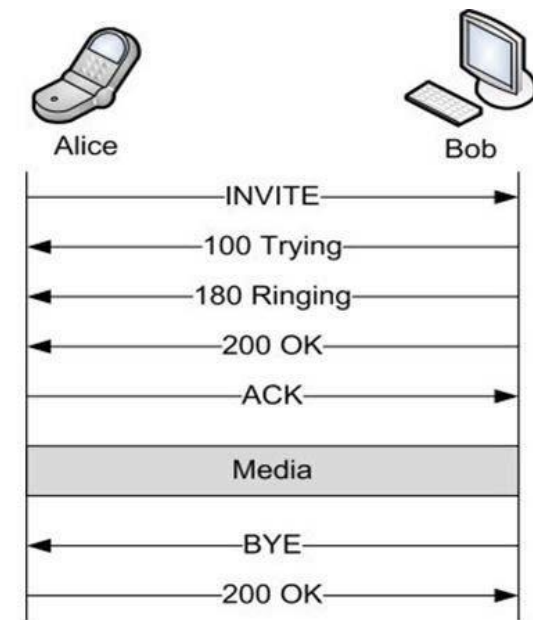 Alice
Bob
INVITE
100 Trying
180 Ringing
200 OK
ACK
Media
BYE
200 OK